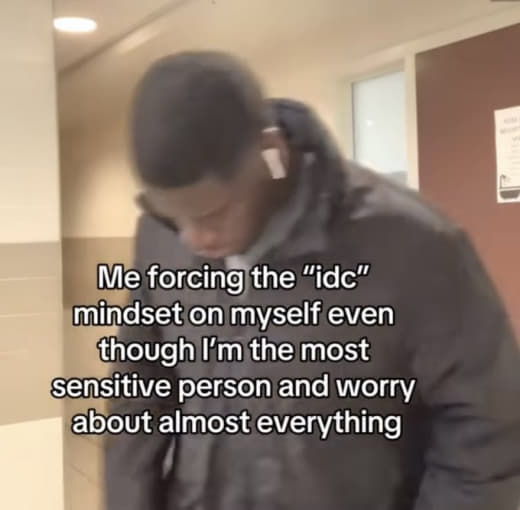 Me forcing the "idc"
mindset on myself even
though I'm the most
sensitive person and worry
about almost everything